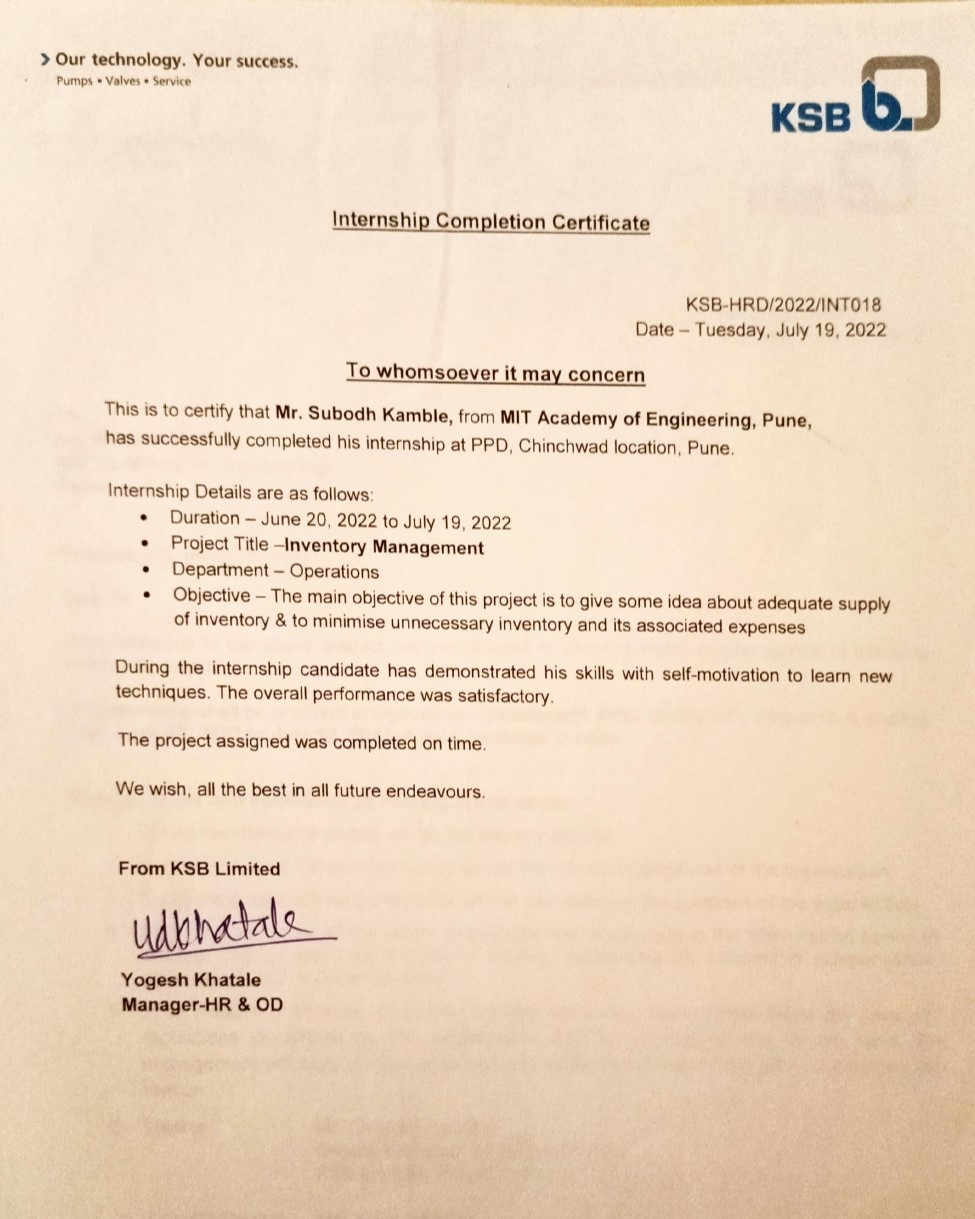 › Our technology. Your success.
Pumps • Valves • Service
KSB
Internship Completion Certificate
KSB-HRD/2022/INT018
Date – Tuesday, July 19, 2022
To whomsoever it may concern
This is to certify that Mr. Subodh Kamble, from MIT Academy of Engineering, Pune,
has successfully completed his internship at PPD, Chinchwad location, Pune.
Internship Details are as follows:
• Duration – June 20, 2022 to July 19, 2022
• Project Title –Inventory Management
• Department – Operations
• Objective – The main objective of this project is to give some idea about adequate supply
of inventory & to minimise unnecessary inventory and its associated expenses
During the internship candidate has demonstrated his skills with self-motivation to learn new
techniques. The overall performance was satisfactory.
The project assigned was completed on time.
We wish, all the best in all future endeavours.
From KSB Limited
Yogesh Khatale
Manager-HR & OD